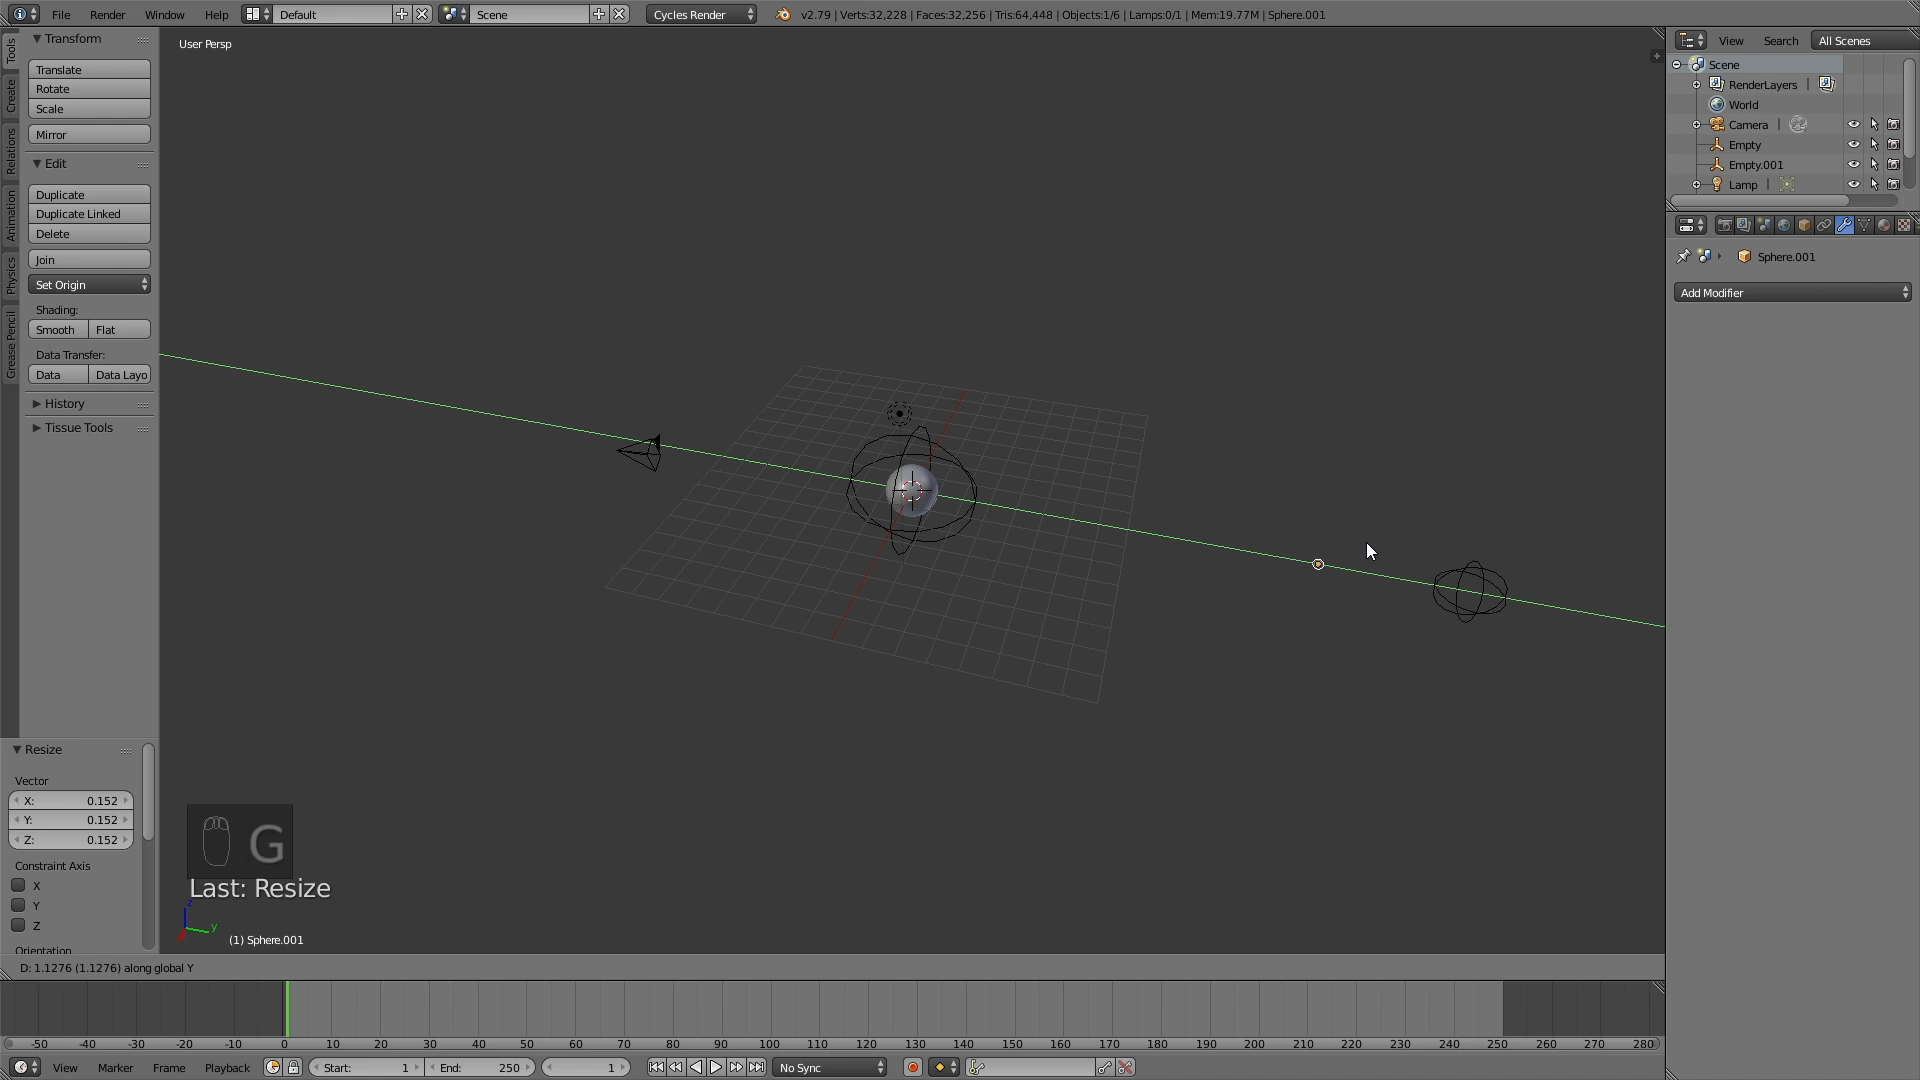 File Render Window Help Default Scene Cycles Render v2.79 | Verts:32,228 | Faces:32,256 | Tris:64,448 | Objects:1/6 | Lamps:0/1 | Mem:19.77M | Sphere.001
Tools
Create
Relations
Animation
Physics
Grease Pencil
Transform
Translate
Rotate
Scale
Mirror
Edit
Duplicate
Duplicate Linked
Delete
Join
Set Origin
Shading:
Smooth Flat
Data Transfer:
Data Data Layo
History
Tissue Tools
Resize
Vector
X: 0.152
Y: 0.152
Z: 0.152
Constraint Axis
X
Y
Z
Orientation
User Persp
G
Last: Resize
z
y
(1) Sphere.001
D: 1.1276 (1.1276) along global Y
View Search All Scenes
Scene
RenderLayers |
World
Camera |
Empty
Empty.001
Lamp |
Sphere.001
Add Modifier
-50 -40 -30 -20 -10 0 10 20 30 40 50 60 70 80 90 100 110 120 130 140 150 160 170 180 190 200 210 220 230 240 250 260 270 280
View Marker Frame Playback Start: 1 End: 250 1 No Sync